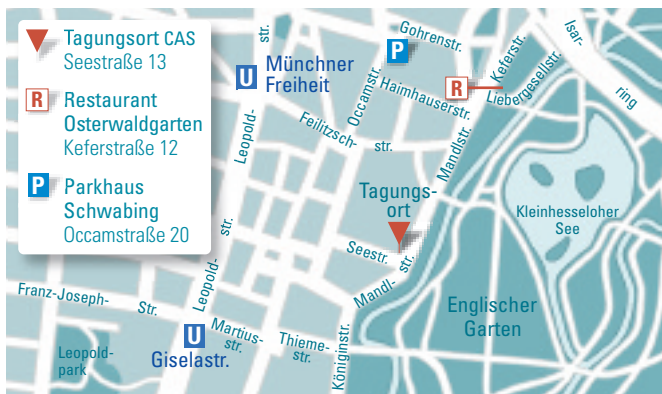 Tagungsort CAS
Seestraße 13
R
Restaurant
Osterwaldgarten
Keferstraße 12
P
Parkhaus
Schwabing
Occamstraße 20
str.
U
Münchner
Freiheit
Leopold-
Feilitzsch-
str.
Occamstr.
P
Gohrenstr.
Haimhauserstr.
R
Keferstr.
Liebergesellstr.
Isar-
ring
Mandlstr.
Tagungs-
ort
Seestr.
Mandl-
str.
Kleinhesseloher
See
Englischer
Garten
Franz-Joseph-
Str.
Leopold-
str.
U
Giselastr.
Martius-
str.
Thieme-
str.
Königinstr.
Leopold-
park